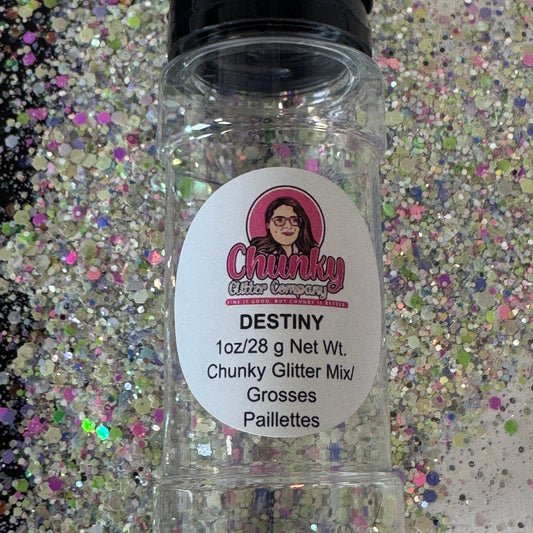 Chunky
Glitter Company
FINE IS GOOD, BUT CHUNKY IS BETTER
DESTINY
1oz/28 g Net Wt.
Chunky Glitter Mix/
Grosses
Paillettes